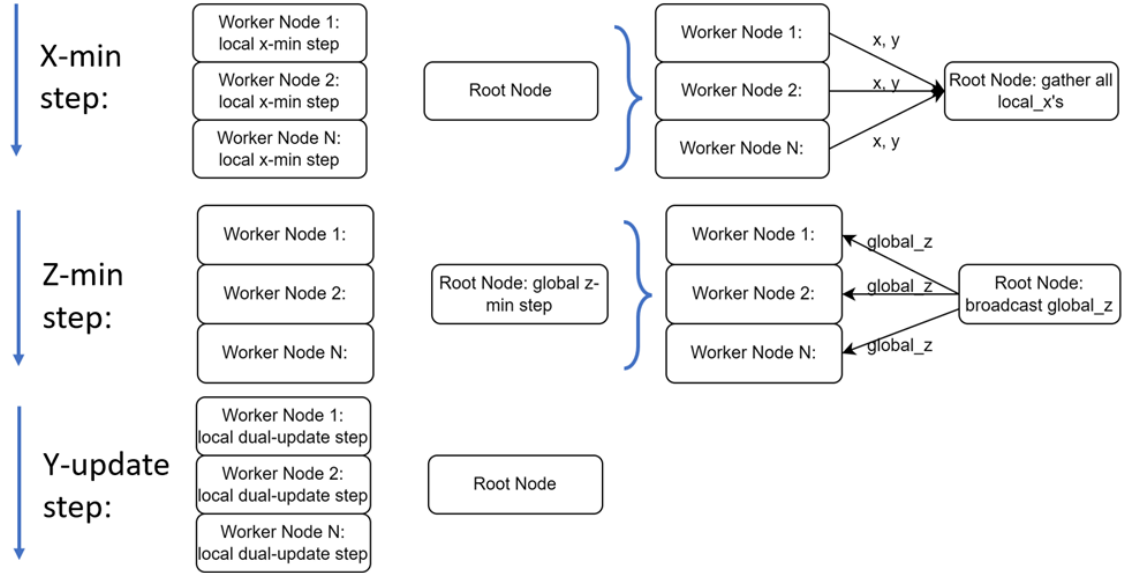 X-min
step:
Worker Node 1:
local x-min step
Worker Node 2:
local x-min step
Worker Node N:
local x-min step
Root Node
Worker Node 1:
Worker Node 2:
Worker Node N:
x, y
x, y
x, y
Root Node: gather all
local_x's
Z-min
step:
Worker Node 1:
Worker Node 2:
Worker Node N:
Root Node: global z-
min step
Worker Node 1:
Worker Node 2:
Worker Node N:
global_z
global_z
global_z
Root Node:
broadcast global_z
Y-update
step:
Worker Node 1:
local dual-update step
Worker Node 2:
local dual-update step
Worker Node N:
local dual-update step
Root Node